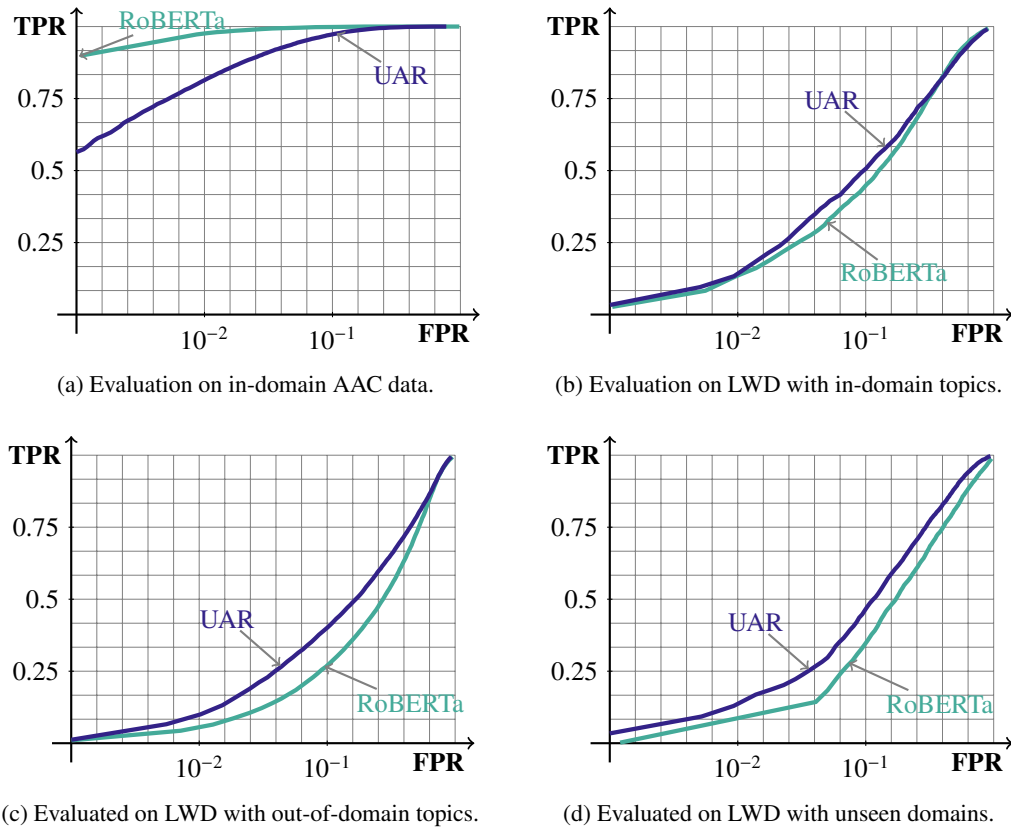 TPR
RoBERTa
UAR
0.75
0.5
0.25
10−2
10−1
FPR
(a) Evaluation on in-domain AAC data.
TPR
0.75
UAR
0.5
0.25
RoBERTa
10−2
10−1
FPR
(b) Evaluation on LWD with in-domain topics.
TPR
0.75
0.5
UAR
0.25
RoBERTa
10−2
10−1
FPR
(c) Evaluated on LWD with out-of-domain topics.
TPR
0.75
0.5
UAR
0.25
RoBERTa
10−2
10−1
FPR
(d) Evaluated on LWD with unseen domains.